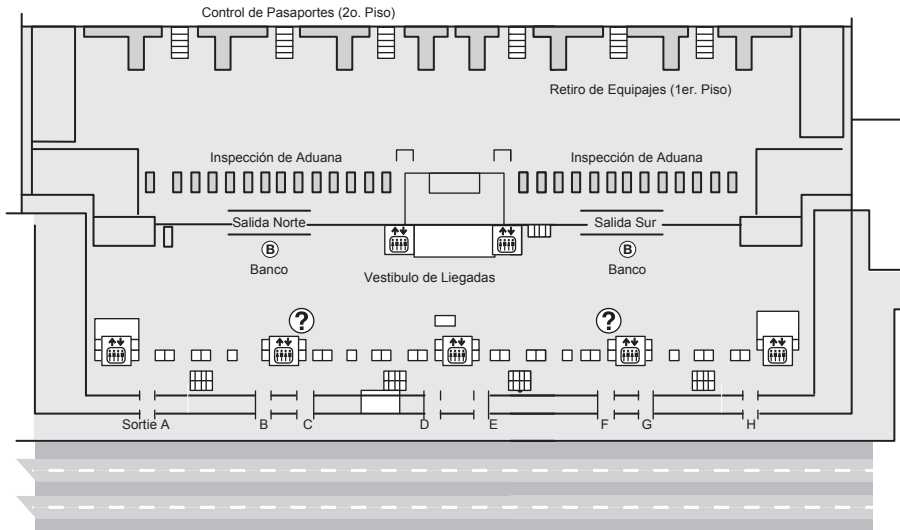 Control de Pasaportes (2o. Piso)
Retiro de Equipajes (1er. Piso)
Inspección de Aduana
Inspección de Aduana
Salida Norte
Salida Sur
B
B
Banco
Banco
Vestibulo de Liegadas
?
?
Sortie A
B
C
D
E
F
G
H